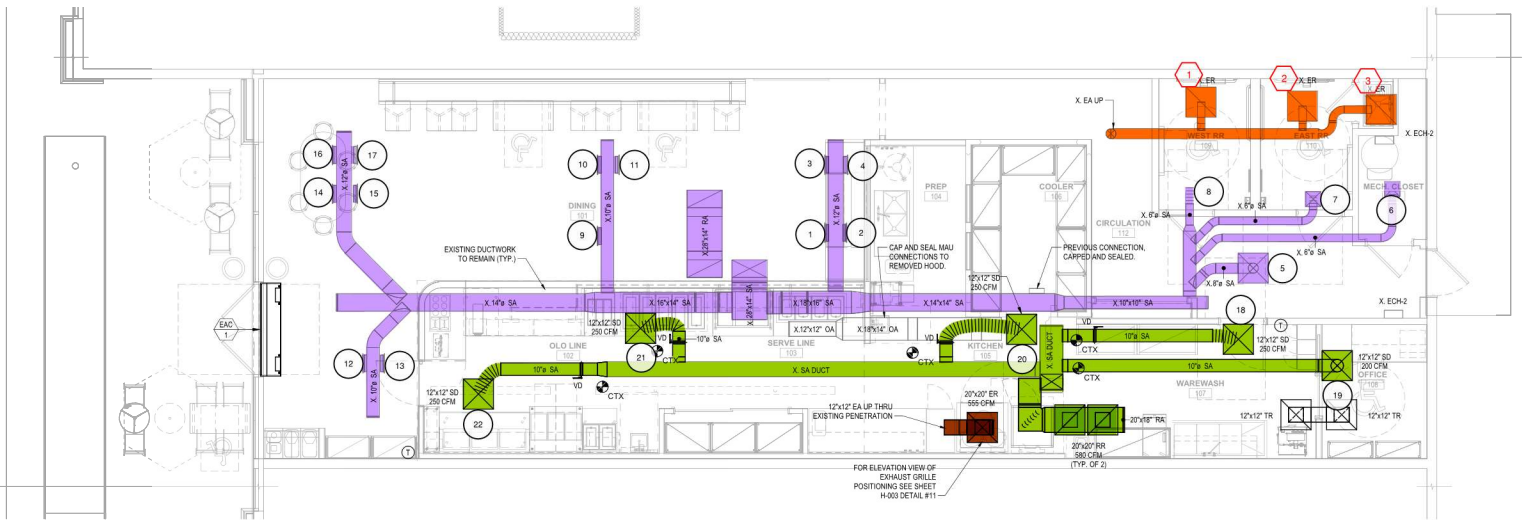 1
2
3
X. ER
X. ER
X. ER
X. EA UP
WEST RR
109
EAST RR
110
X. ECH-2
MECH. CLOSET
16
17
14
15
X. 12"ø SA
10
11
9
X.10"ø SA
DINING
101
X.28"x14" RA
3
4
1
2
X.12"ø SA
PREP
104
COOLER
106
CIRCULATION
112
8
7
6
5
X. 6"ø SA
X.6"ø SA
X.6"ø SA
X.8"ø SA
EXISTING DUCTWORK
TO REMAIN (TYP.)
CAP AND SEAL MAU
CONNECTIONS TO
REMOVED HOOD.
PREVIOUS CONNECTION,
CAPPED AND SEALED.
12"x12" SD
250 CFM
X.14"ø SA
X.16"x14" SA
X.28"x14" SA
X.18"x16" SA
X.14"x14" SA
X.10"x10" SA
X. ECH-2
EAC
1
12
13
X. 10"ø SA
12"x12" SD
250 CFM
21
VD
10"ø SA
CTX
OLO LINE
102
SERVE LINE
103
X.12"x12" OA
X.18"x14" OA
VD
CTX
KITCHEN
105
20
X. SA DUCT
VD
CTX
10"ø SA
18
12"x12" SD
250 CFM
T
10"ø SA
VD
CTX
X. SA DUCT
CTX
10"ø SA
12"x12" SD
200 CFM
OFFICE
108
19
12"x12" SD
250 CFM
22
WAREWASH
107
12"x12" EA UP THRU
EXISTING PENETRATION
20"x20" ER
555 CFM
20"x18" RA
12"x12" TR
12"x12" TR
20"x20" RR
580 CFM
(TYP. OF 2)
T
FOR ELEVATION VIEW OF
EXHAUST GRILLE
POSITIONING SEE SHEET
H-003 DETAIL #11